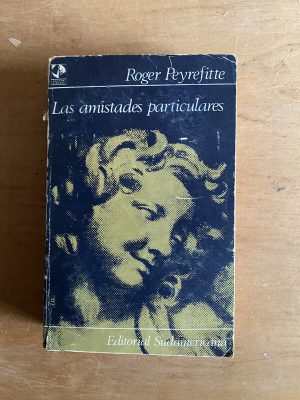 Roger Peyrefitte
Las amistades particulares
Editorial Sudamericana